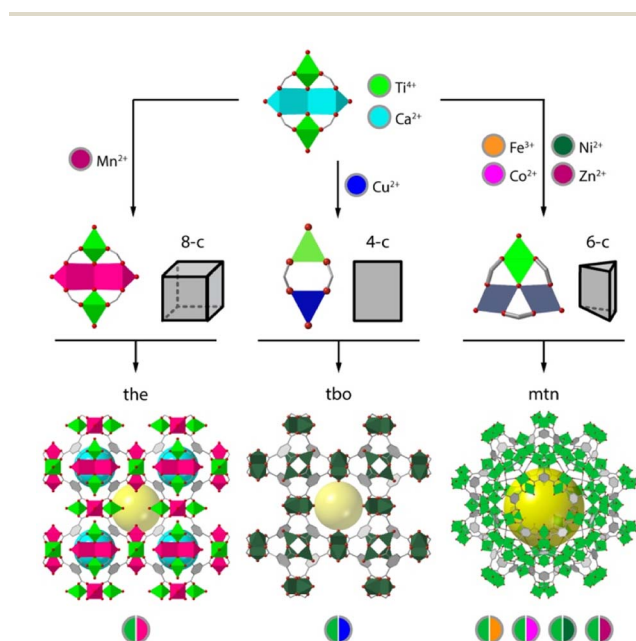 Ti⁴⁺
Ca²⁺
Mn²⁺
Cu²⁺
Fe³⁺ Ni²⁺
Co²⁺ Zn²⁺
8-c 4-c 6-c
the tbo mtn